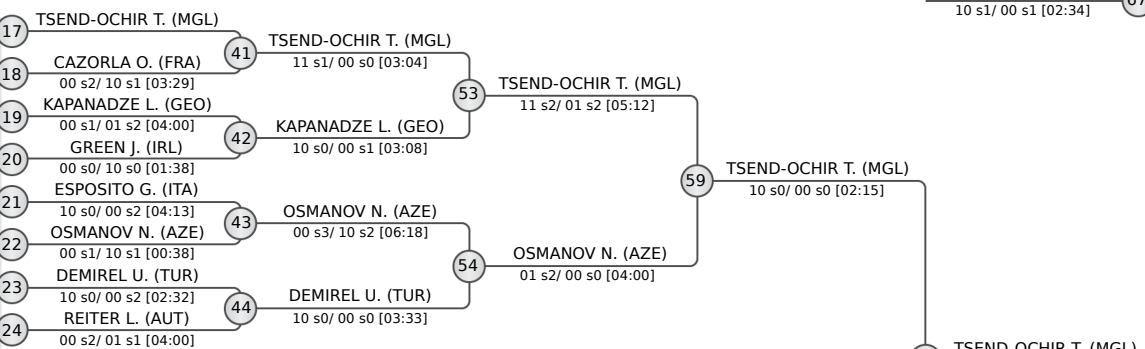 67
10 s1/ 00 s1 [02:34]
17
TSEND-OCHIR T. (MGL)
41
TSEND-OCHIR T. (MGL)
11 s1/ 00 s0 [03:04]
18
CAZORLA O. (FRA)
00 s2/ 10 s1 [03:29]
53
TSEND-OCHIR T. (MGL)
11 s2/ 01 s2 [05:12]
19
KAPANADZE L. (GEO)
00 s1/ 01 s2 [04:00]
42
KAPANADZE L. (GEO)
10 s0/ 00 s1 [03:08]
20
GREEN J. (IRL)
00 s0/ 10 s0 [01:38]
59
TSEND-OCHIR T. (MGL)
10 s0/ 00 s0 [02:15]
21
ESPOSITO G. (ITA)
10 s0/ 00 s2 [04:13]
43
OSMANOV N. (AZE)
00 s3/ 10 s2 [06:18]
22
OSMANOV N. (AZE)
00 s1/ 10 s1 [00:38]
54
OSMANOV N. (AZE)
01 s2/ 00 s0 [04:00]
23
DEMIREL U. (TUR)
10 s0/ 00 s2 [02:32]
44
DEMIREL U. (TUR)
10 s0/ 00 s0 [03:33]
24
REITER L. (AUT)
00 s2/ 01 s1 [04:00]
TSEND-OCHIR T. (MGL)